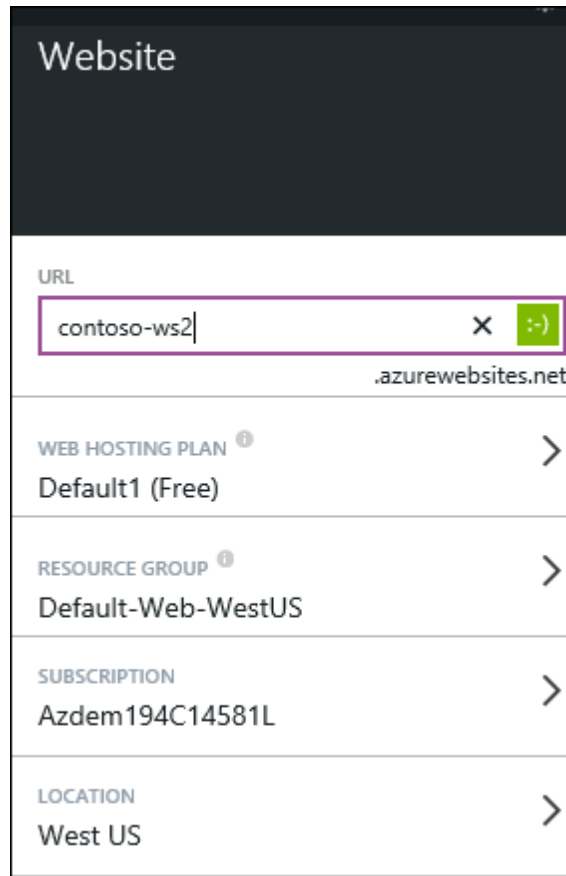 Website
URL
contoso-ws2
:-)
.azurewebsites.net
WEB HOSTING PLAN
Default1 (Free)
RESOURCE GROUP
Default-Web-WestUS
SUBSCRIPTION
Azdem194C14581L
LOCATION
West US